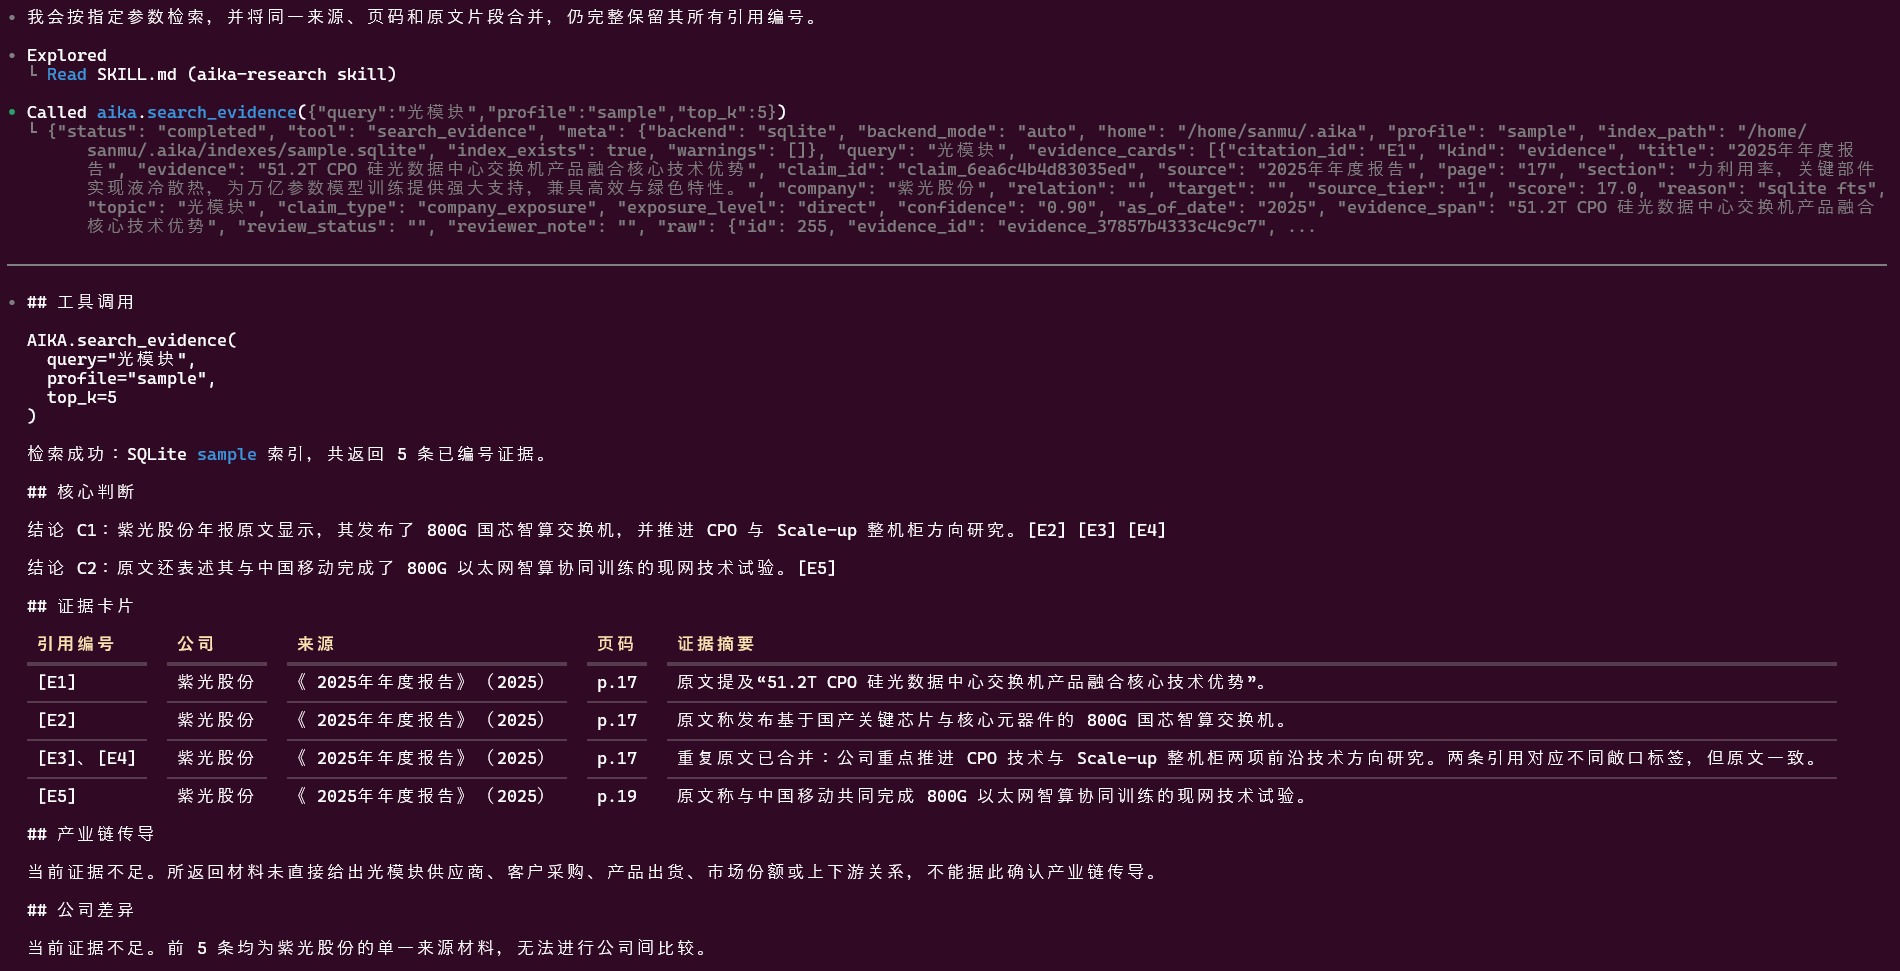 • 我会按指定参数检索，并将同一来源、页码和原文片段合并，仍完整保留其所有引用编号。
• Explored
└ Read SKILL.md (aika-research skill)
• Called aika.search_evidence({"query":"光模块","profile":"sample","top_k":5})
└ {"status": "completed", "tool": "search_evidence", "meta": {"backend": "sqlite", "backend_mode": "auto", "home": "/home/sanmu/.aika", "profile": "sample", "index_path": "/home/
sanmu/.aika/indexes/sample.sqlite", "index_exists": true, "warnings": []}, "query": "光模块", "evidence_cards": [{"citation_id": "E1", "kind": "evidence", "title": "2025年年度报
告", "evidence": "51.2T CPO 硅光数据中心交换机产品融合核心技术优势", "claim_id": "claim_6ea6c4b4d83035ed", "source": "2025年年度报告", "page": "17", "section": "力利用率，关键部件
实现液冷散热，为万亿参数模型训练提供强大支持，兼具高效与绿色特性。", "company": "紫光股份", "relation": "", "target": "", "source_tier": "1", "score": 17.0, "reason": "sqlite fts",
"topic": "光模块", "claim_type": "company_exposure", "exposure_level": "direct", "confidence": "0.90", "as_of_date": "2025", "evidence_span": "51.2T CPO 硅光数据中心交换机产品融合
核心技术优势", "review_status": "", "reviewer_note": "", "raw": {"id": 255, "evidence_id": "evidence_37857b4333c4c9c7", ...
• ## 工具调用
AIKA.search_evidence(
query="光模块",
profile="sample",
top_k=5
)
检索成功：SQLite sample 索引，共返回 5 条已编号证据。
## 核心判断
结论 C1：紫光股份年报原文显示，其发布了 800G 国芯智算交换机，并推进 CPO 与 Scale-up 整机柜方向研究。[E2] [E3] [E4]
结论 C2：原文还表述其与中国移动完成了 800G 以太网智算协同训练的现网技术试验。[E5]
## 证据卡片
引用编号 公司 来源 页码 证据摘要
[E1] 紫光股份 《 2025年年度报告》（2025） p.17 原文提及“51.2T CPO 硅光数据中心交换机产品融合核心技术优势”。
[E2] 紫光股份 《 2025年年度报告》（2025） p.17 原文称发布基于国产关键芯片与核心元器件的 800G 国芯智算交换机。
[E3]、[E4] 紫光股份 《 2025年年度报告》（2025） p.17 重复原文已合并：公司重点推进 CPO 技术与 Scale-up 整机柜两项前沿技术方向研究。两条引用对应不同敞口标签，但原文一致。
[E5] 紫光股份 《 2025年年度报告》（2025） p.19 原文称与中国移动共同完成 800G 以太网智算协同训练的现网技术试验。
## 产业链传导
当前证据不足。所返回材料未直接给出光模块供应商、客户采购、产品出货、市场份额或上下游关系，不能据此确认产业链传导。
## 公司差异
当前证据不足。前 5 条均为紫光股份的单一来源材料，无法进行公司间比较。